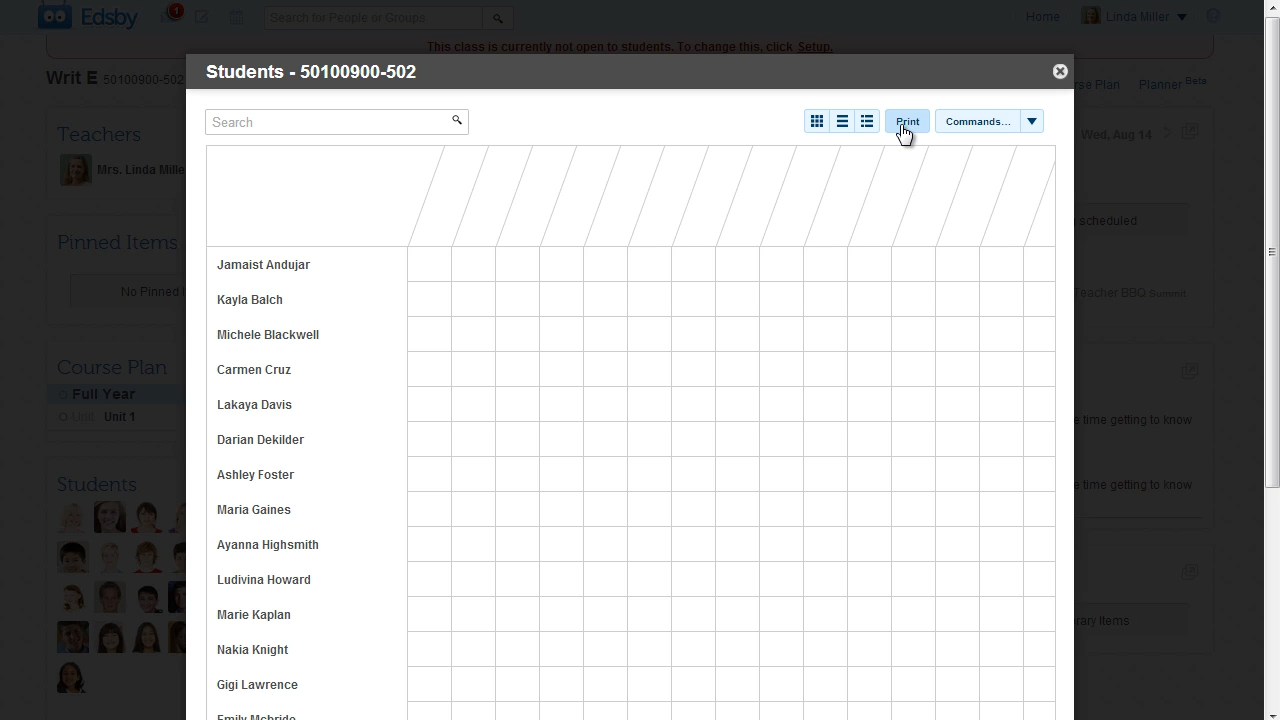 Edsby
1
Search for People or Groups
Home
Linda Miller
This class is currently not open to students. To change this, click Setup.
Writ E 50100900-502
Students - 50100900-502
Plan
Planner Beta
Teachers
Mrs. Linda Mille
Search
Print
Commands...
Wed, Aug 14
scheduled
Pinned Items
No Pinned
Teacher BBQ Summit
Course Plan
Full Year
Unit Unit 1
time getting to know
time getting to know
Students
Items
Jamaist Andujar
Kayla Balch
Michele Blackwell
Carmen Cruz
Lakaya Davis
Darian Dekilder
Ashley Foster
Maria Gaines
Ayanna Highsmith
Ludivina Howard
Marie Kaplan
Nakia Knight
Gigi Lawrence
Emily Mcbride